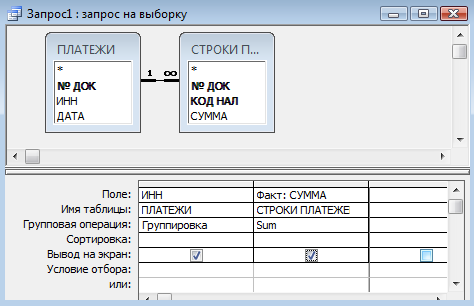 Запрос1 : запрос на выборку
ПЛАТЕЖИ
*
№ ДОК
ИНН
ДАТА
1 ∞
СТРОКИ П...
*
№ ДОК
КОД НАЛ
СУММА
Поле: ИНН Факт: СУММА
Имя таблицы: ПЛАТЕЖИ СТРОКИ ПЛАТЕЖЕ
Групповая операция: Группировка Sum
Сортировка:
Вывод на экран:
Условие отбора:
или: